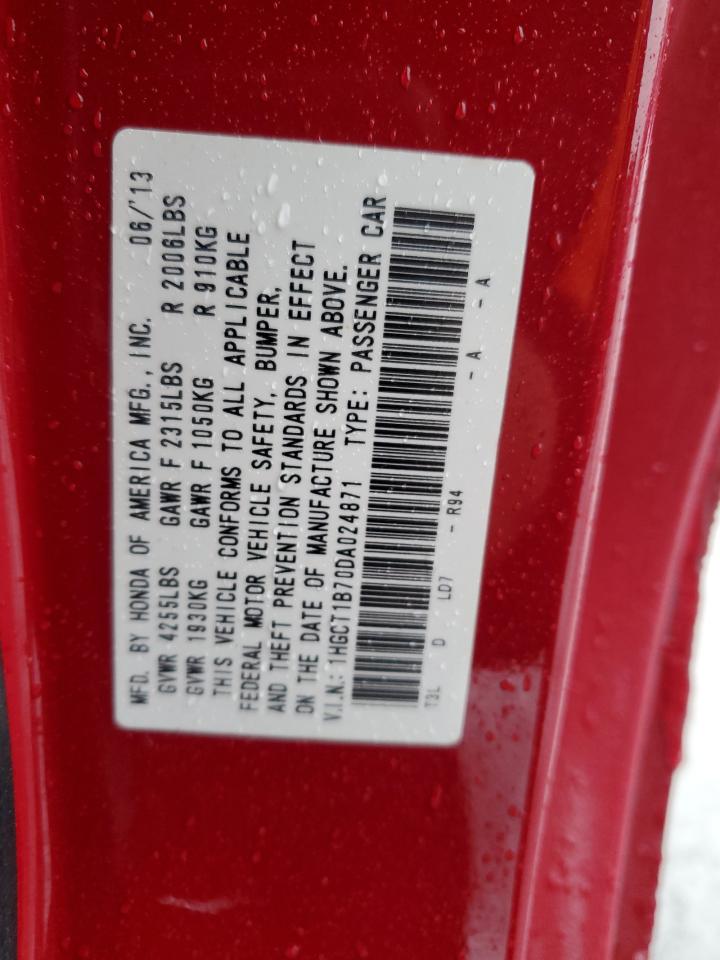 MFD. BY HONDA OF AMERICA MFG., INC. 06/'13
GVWR 4255LBS GAWR F 2315LBS R 2006LBS
GVWR 1930KG GAWR F 1050KG R 910KG
THIS VEHICLE CONFORMS TO ALL APPLICABLE
FEDERAL MOTOR VEHICLE SAFETY, BUMPER,
AND THEFT PREVENTION STANDARDS IN EFFECT
ON THE DATE OF MANUFACTURE SHOWN ABOVE.
V.I.N.: 1HGCT1B70DA024871 TYPE: PASSENGER CAR
T3L D LD7 - R94 - A - A